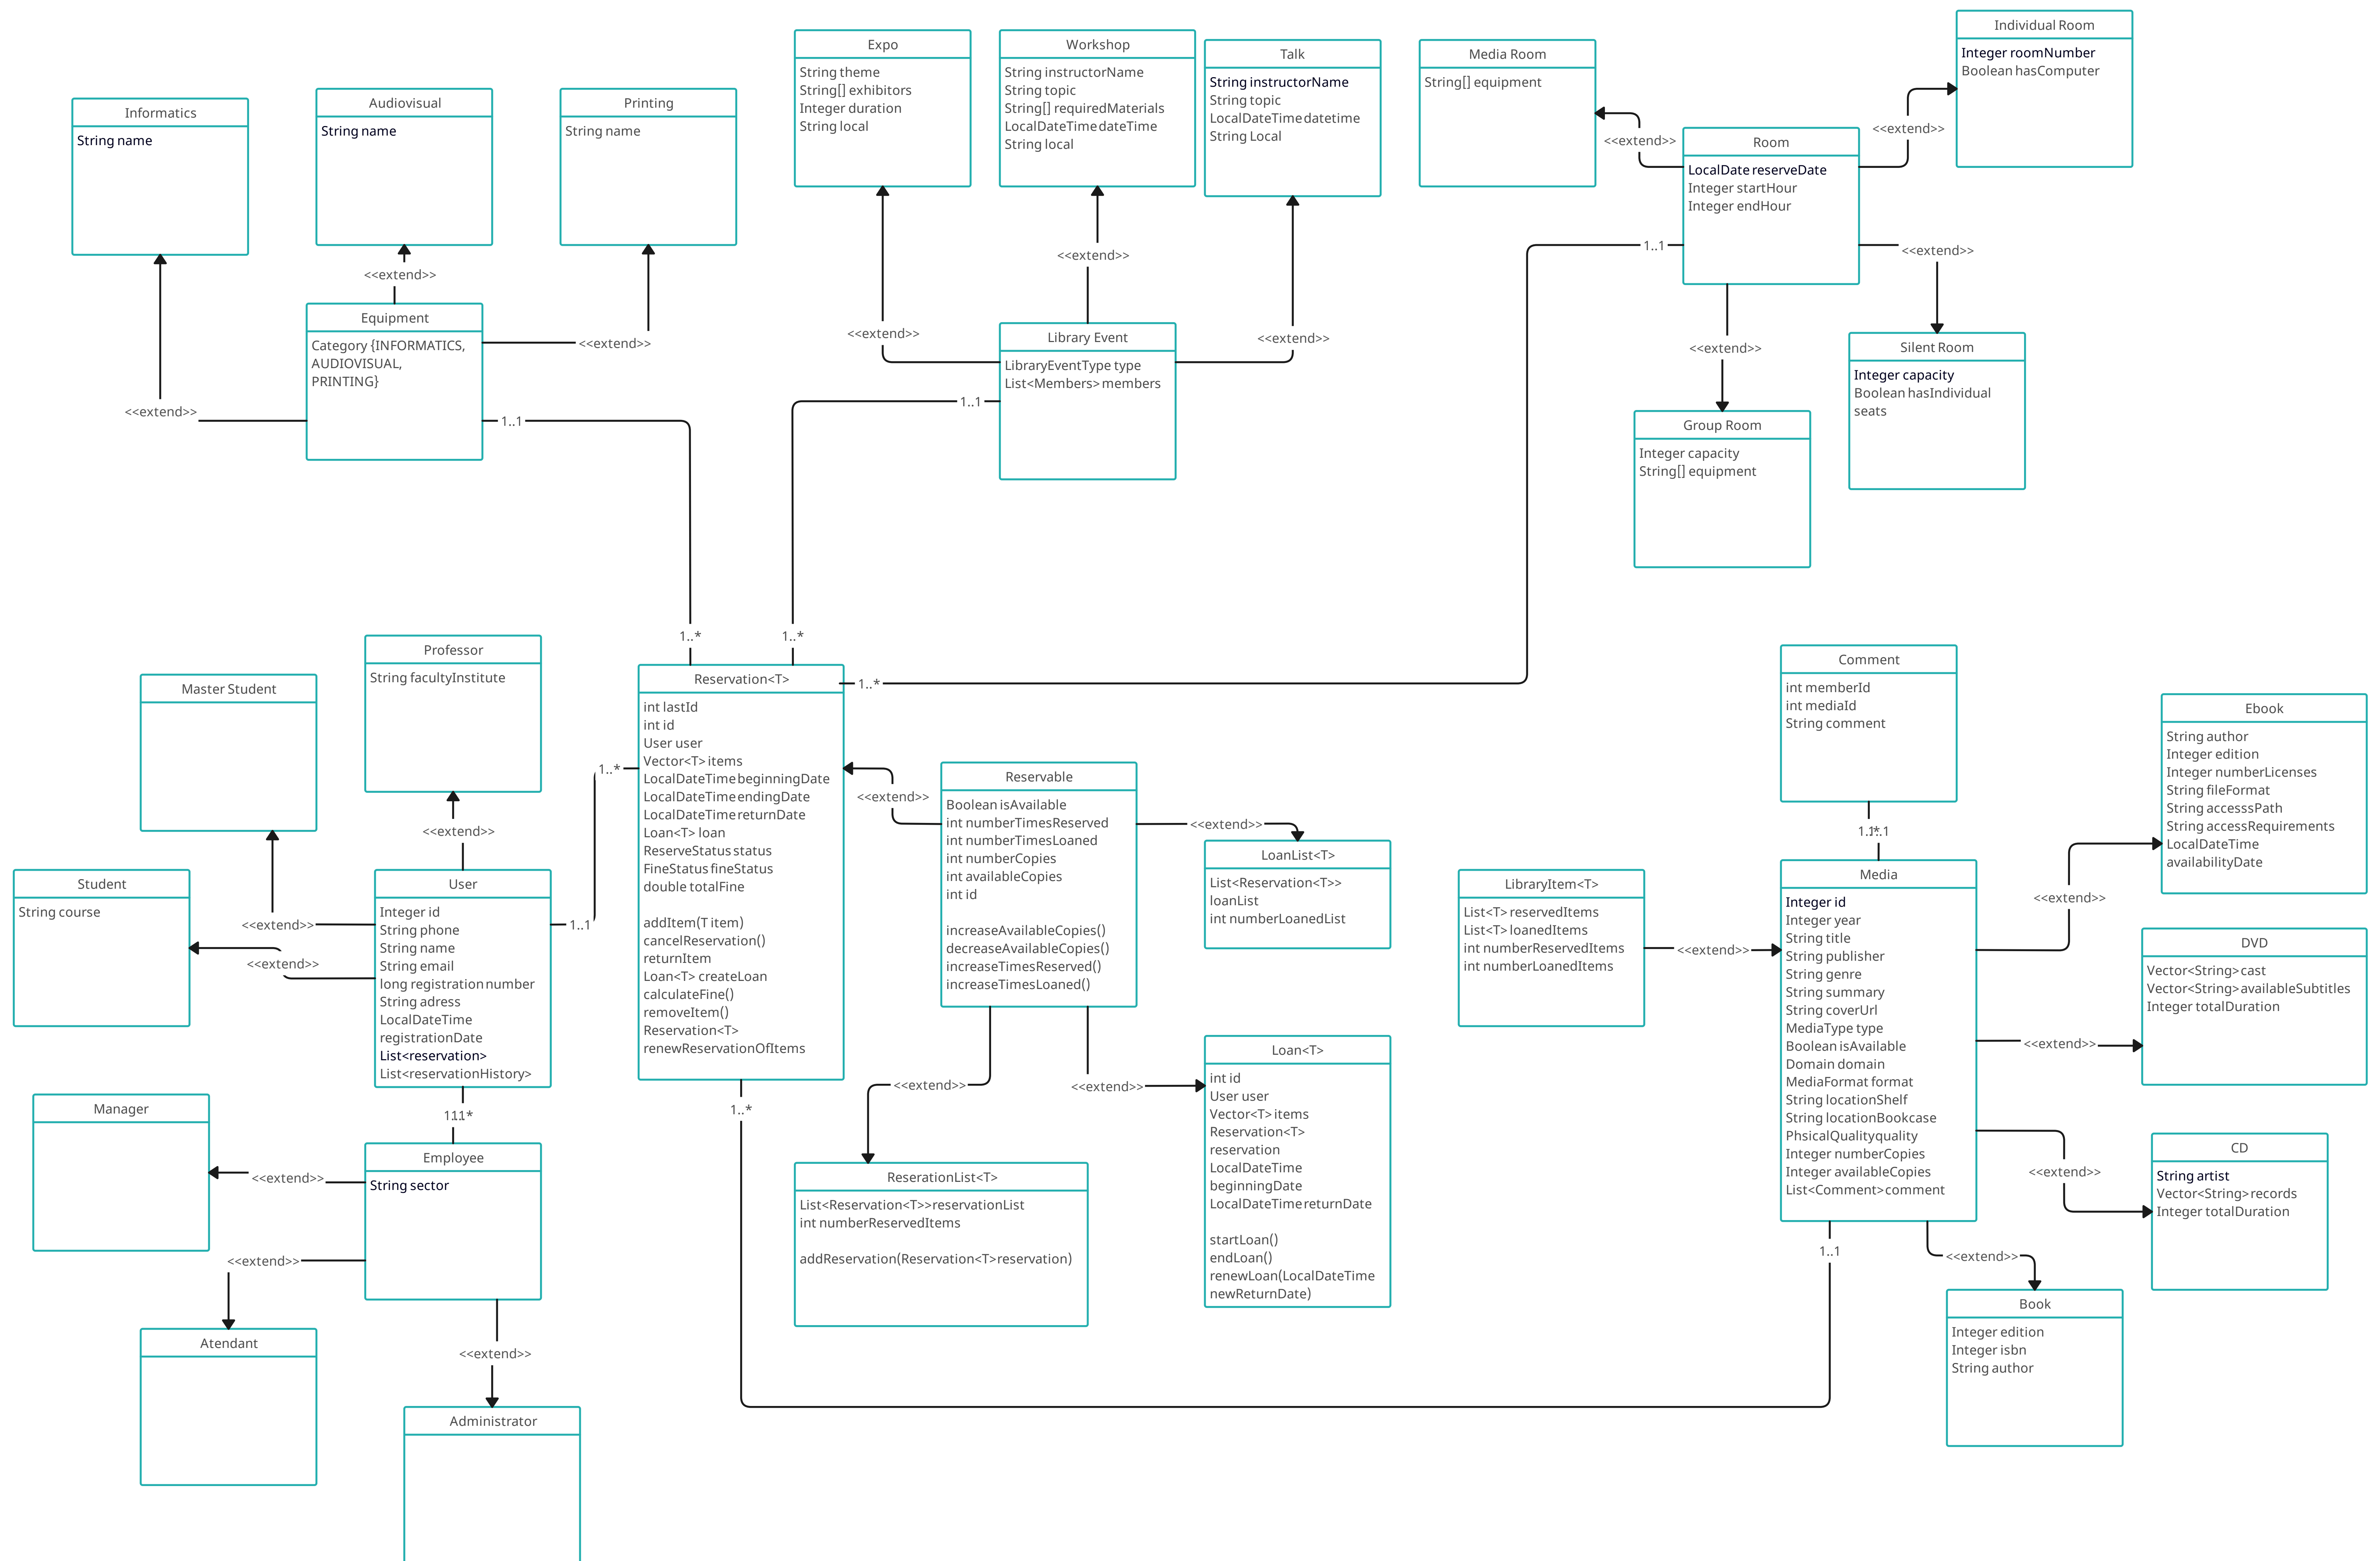 Individual Room
Integer roomNumber
Boolean hasComputer
Expo
String theme
String[] exhibitors
Integer duration
String local
Workshop
String instructorName
String topic
String[] requiredMaterials
LocalDateTime dateTime
String local
Talk
String instructorName
String topic
LocalDateTime datetime
String Local
Media Room
String[] equipment
Informatics
String name
Audiovisual
String name
Printing
String name
<<extend>>
<<extend>>
Room
LocalDate reserveDate
Integer startHour
Integer endHour
1..1
<<extend>>
<<extend>>
<<extend>>
<<extend>>
<<extend>>
<<extend>>
<<extend>>
<<extend>>
<<extend>>
Equipment
Category {INFORMATICS,
AUDIOVISUAL,
PRINTING}
1..1
Library Event
LibraryEventType type
List<Members> members
1..1
Silent Room
Integer capacity
Boolean hasIndividual
seats
Group Room
Integer capacity
String[] equipment
1..*
1..*
1..*
Professor
String facultyInstitute
Master Student
<<extend>>
Student
String course
<<extend>>
<<extend>>
User
Integer id
String phone
String name
String email
long registration number
String adress
LocalDateTime
registrationDate
List<reservation>
List<reservationHistory>
1..*
1..1
Reservation<T>
int lastId
int id
User user
Vector<T> items
LocalDateTime beginningDate
LocalDateTime endingDate
LocalDateTime returnDate
Loan<T> loan
ReserveStatus status
FineStatus fineStatus
double totalFine
addItem(T item)
cancelReservation()
returnItem
Loan<T> createLoan
calculateFine()
removeItem()
Reservation<T>
renewReservationOfItems
1..*
<<extend>>
Reservable
Boolean isAvailable
int numberTimesReserved
int numberTimesLoaned
int numberCopies
int availableCopies
int id
increaseAvailableCopies()
decreaseAvailableCopies()
increaseTimesReserved()
increaseTimesLoaned()
<<extend>>
LoanList<T>
List<Reservation<T>>
loanList
int numberLoanedList
<<extend>>
<<extend>>
Loan<T>
int id
User user
Vector<T> items
Reservation<T>
reservation
LocalDateTime
beginningDate
LocalDateTime returnDate
startLoan()
endLoan()
renewLoan(LocalDateTime
newReturnDate)
ReserationList<T>
List<Reservation<T>> reservationList
int numberReservedItems
addReservation(Reservation<T> reservation)
LibraryItem<T>
List<T> reservedItems
List<T> loanedItems
int numberReservedItems
int numberLoanedItems
<<extend>>
Comment
int memberId
int mediaId
String comment
Media
Integer id
Integer year
String title
String publisher
String genre
String summary
String coverUrl
MediaType type
Boolean isAvailable
Domain domain
MediaFormat format
String locationShelf
String locationBookcase
PhsicalQuality quality
Integer numberCopies
Integer availableCopies
List<Comment> comment
1..1
<<extend>>
Ebook
String author
Integer edition
Integer numberLicenses
String fileFormat
String accesssPath
String accessRequirements
LocalDateTime
availabilityDate
<<extend>>
DVD
Vector<String> cast
Vector<String> availableSubtitles
Integer totalDuration
<<extend>>
CD
String artist
Vector<String> records
Integer totalDuration
<<extend>>
Book
Integer edition
Integer isbn
String author
Manager
<<extend>>
Employee
String sector
<<extend>>
Atendant
<<extend>>
Administrator